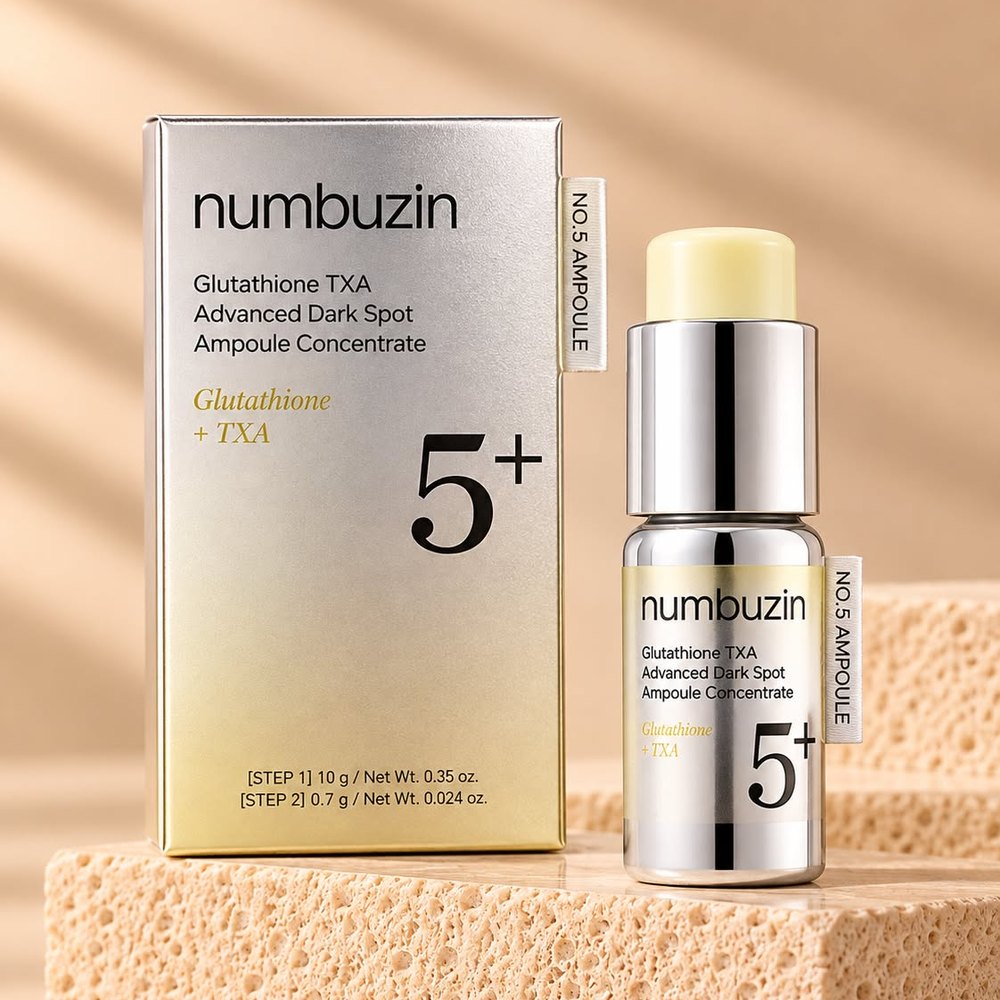 numbuzin
Glutathione TXA
Advanced Dark Spot
Ampoule Concentrate
Glutathione
+ TXA
5+
[STEP 1] 10 g / Net Wt. 0.35 oz.
[STEP 2] 0.7 g / Net Wt. 0.024 oz.
NO.5 AMPOULE
numbuzin
Glutathione TXA
Advanced Dark Spot
Ampoule Concentrate
Glutathione
+ TXA
5+
NO.5 AMPOULE